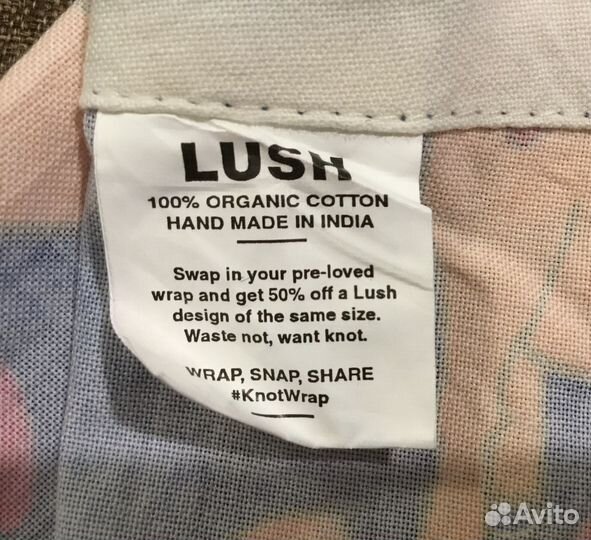 LUSH
100% ORGANIC COTTON
HAND MADE IN INDIA
Swap in your pre-loved
wrap and get 50% off a Lush
design of the same size.
Waste not, want knot.
WRAP, SNAP, SHARE
#KnotWrap
Avito